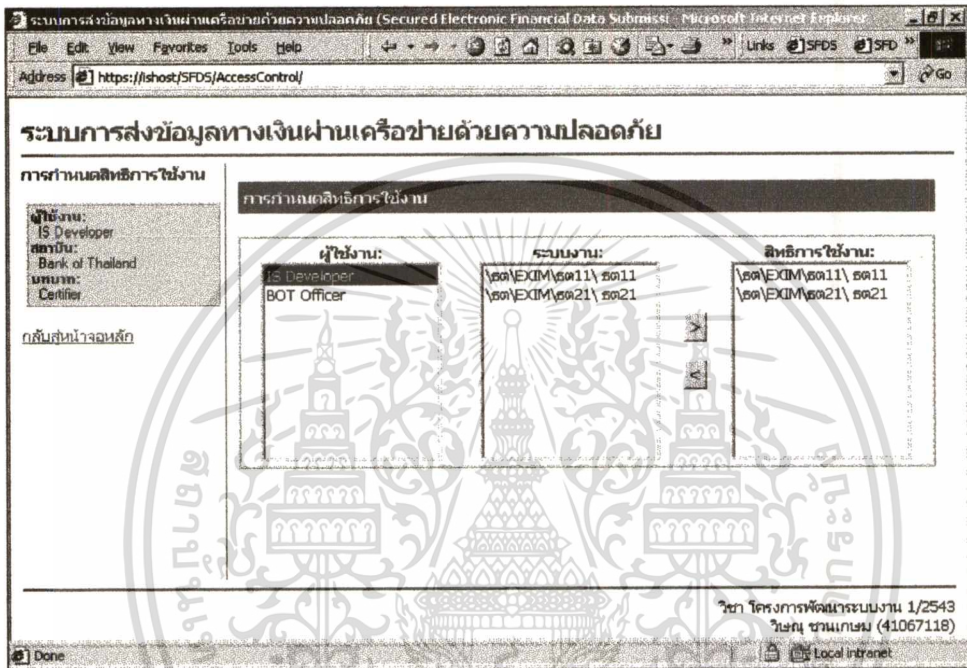 ระบบการส่งข้อมูลทางเงินผ่านเครือข่ายด้วยความปลอดภัย (Secured Electronic Financial Data Submissi - Microsoft Internet Explorer
File Edit View Favorites Tools Help
» Links SFDS SFD »
Address https://ishost/SFDS/AccessControl/ Go
ระบบการส่งข้อมูลทางเงินผ่านเครือข่ายด้วยความปลอดภัย
การกำหนดสิทธิการใช้งาน
ผู้ใช้งาน:
IS Developer
สถาบัน:
Bank of Thailand
บทบาท:
Certifier
กลับสู่หน้าจอหลัก
การกำหนดสิทธิการใช้งาน
ผู้ใช้งาน: ระบบงาน: สิทธิการใช้งาน:
IS Developer \ธต\EXIM\ธต11\ ธต11 \ธต\EXIM\ธต11\ ธต11
BOT Officer \ธต\EXIM\ธต21\ ธต21 \ธต\EXIM\ธต21\ ธต21
>
<
วิชา โครงการพัฒนาระบบงาน 1/2543
วิษณุ ชวนเกษม (41067118)
Done Local intranet